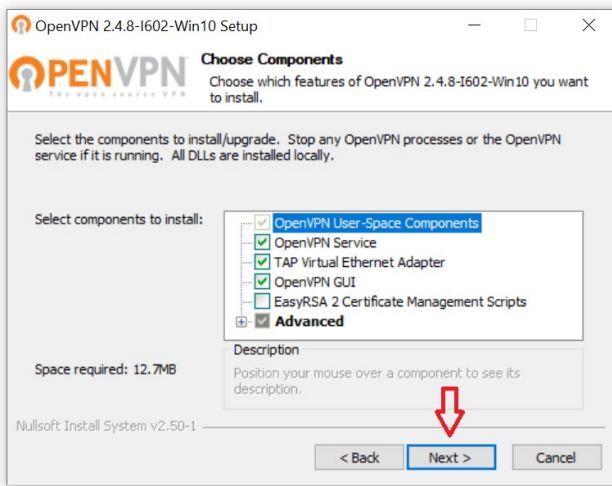 OpenVPN 2.4.8-I602-Win10 Setup
OPENVPN
The open source VPN
Choose Components
Choose which features of OpenVPN 2.4.8-I602-Win10 you want
to install.
Select the components to install/upgrade. Stop any OpenVPN processes or the OpenVPN
service if it is running. All DLLs are installed locally.
Select components to install:
OpenVPN User-Space Components
OpenVPN Service
TAP Virtual Ethernet Adapter
OpenVPN GUI
EasyRSA 2 Certificate Management Scripts
Advanced
Space required: 12.7MB
Description
Position your mouse over a component to see its
description.
Nullsoft Install System v2.50-1
< Back
Next >
Cancel